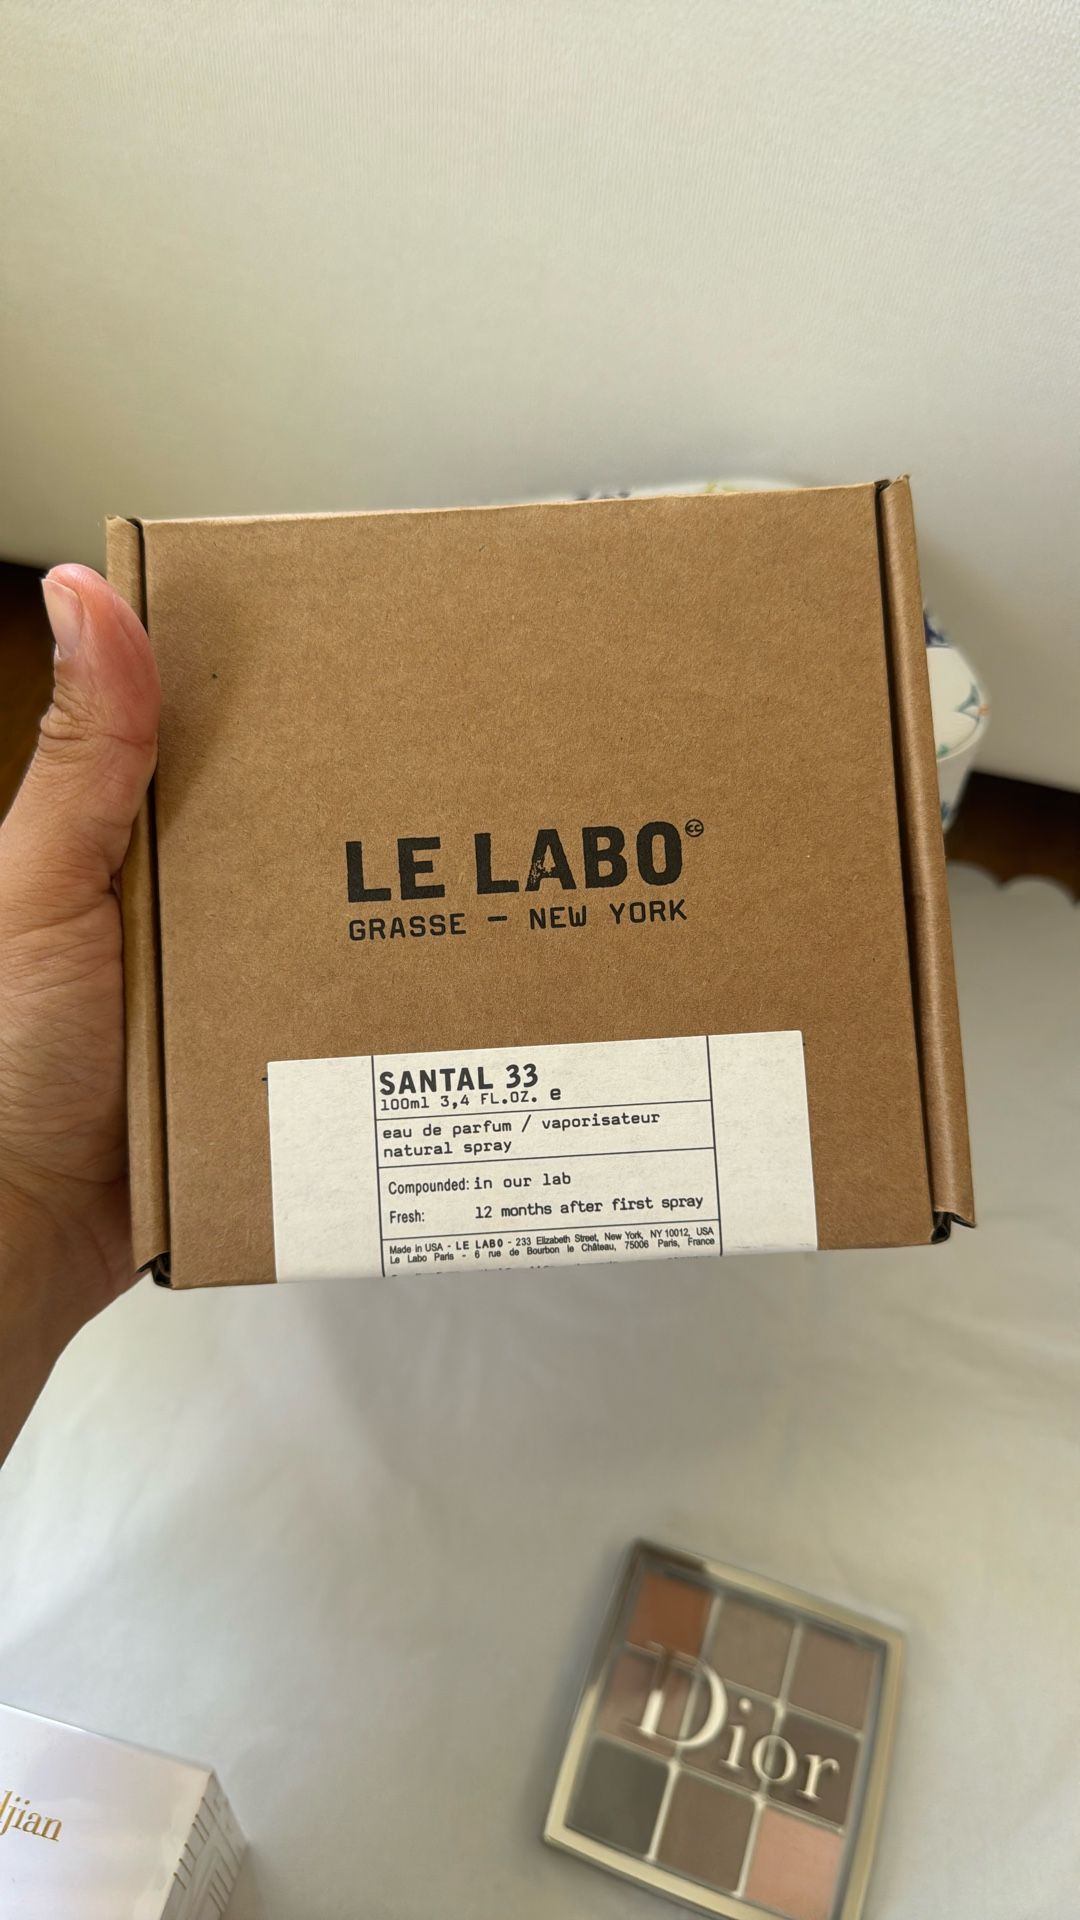 LE LABO
GRASSE — NEW YORK
SANTAL 33
100ml 3,4 FL.OZ. e
eau de parfum / vaporisateur
natural spray
Compounded: in our lab
Fresh: 12 months after first spray
Made in USA - LE LABO - 233 Elizabeth Street, New York, NY 10012, USA
Le Labo Paris - 6 rue de Bourbon le Château, 75006 Paris, France
Dior
djian